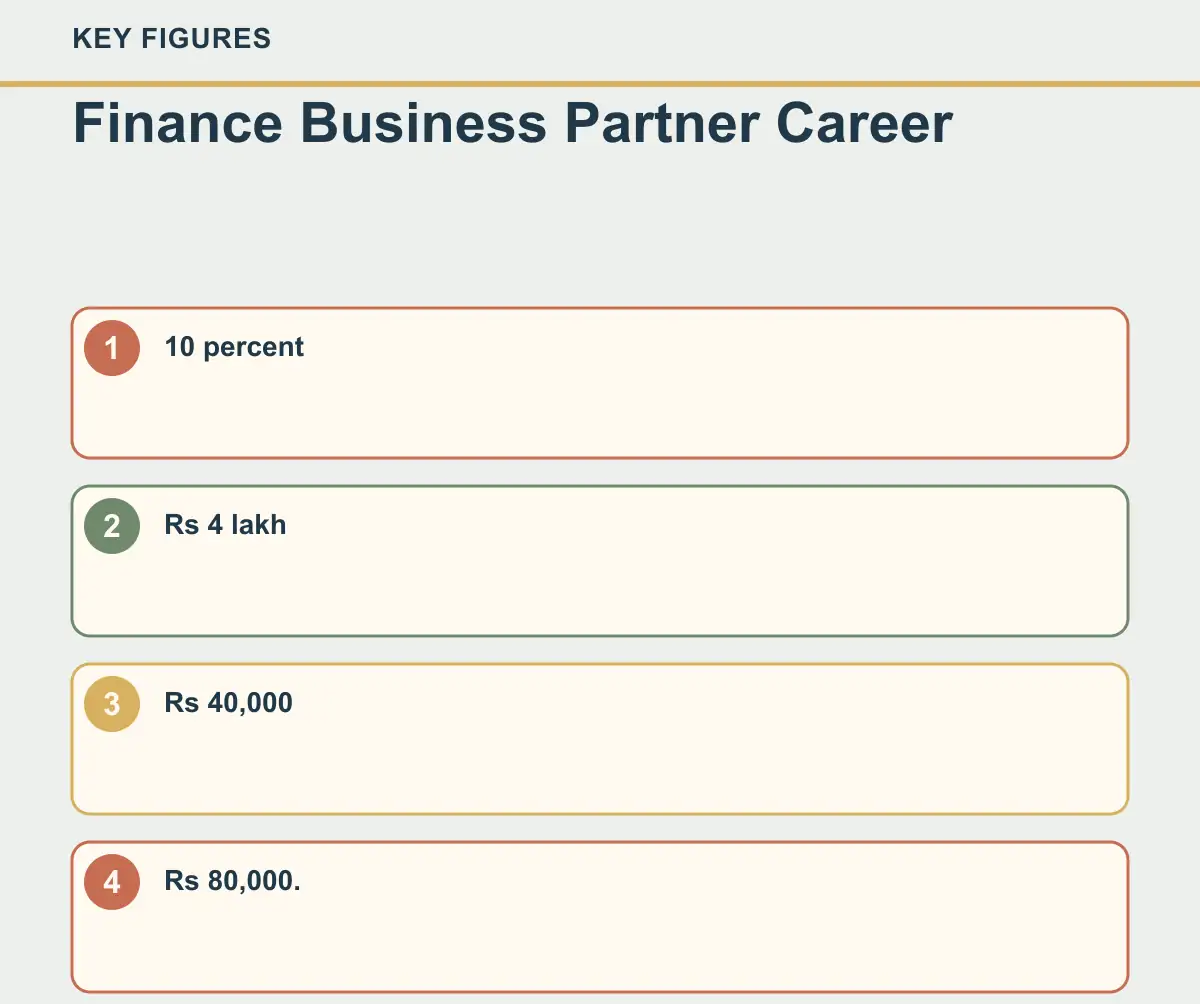 KEY FIGURES
Finance Business Partner Career
1 10 percent
2 Rs 4 lakh
3 Rs 40,000
4 Rs 80,000.